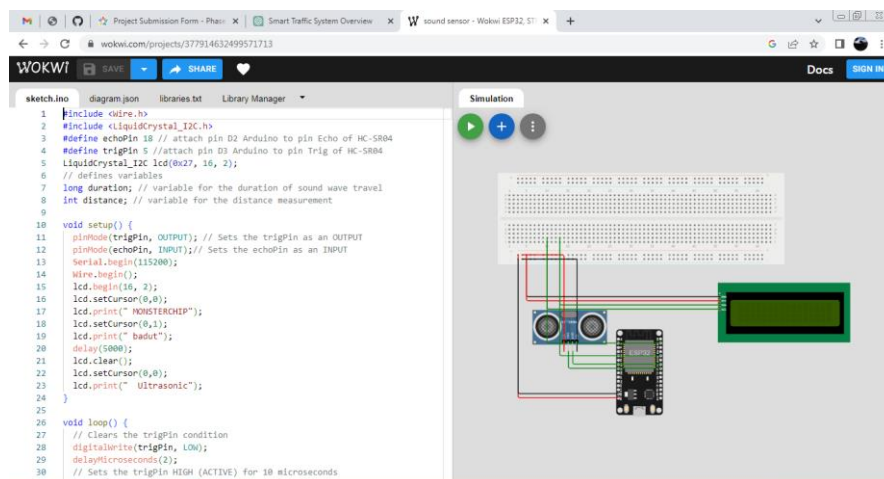 Project Submission Form - Phase
Smart Traffic System Overview
sound sensor - Wokwi ESP32, ST
wokwi.com/projects/377914632499571713
WOKWi SAVE SHARE Docs SIGN IN
sketch.ino diagram.json libraries.txt Library Manager
Simulation
1 #include <Wire.h>
2 #include <LiquidCrystal_I2C.h>
3 #define echoPin 18 // attach pin D2 Arduino to pin Echo of HC-SR04
4 #define trigPin 5 //attach pin D3 Arduino to pin Trig of HC-SR04
5 LiquidCrystal_I2C lcd(0x27, 16, 2);
6 // defines variables
7 long duration; // variable for the duration of sound wave travel
8 int distance; // variable for the distance measurement
9
10 void setup() {
11 pinMode(trigPin, OUTPUT); // Sets the trigPin as an OUTPUT
12 pinMode(echoPin, INPUT);// Sets the echoPin as an INPUT
13 Serial.begin(115200);
14 Wire.begin();
15 lcd.begin(16, 2);
16 lcd.setCursor(0,0);
17 lcd.print(" MONSTERCHIP");
18 lcd.setCursor(0,1);
19 lcd.print(" badut");
20 delay(5000);
21 lcd.clear();
22 lcd.setCursor(0,0);
23 lcd.print("  Ultrasonic");
24 }
25
26 void loop() {
27 // Clears the trigPin condition
28 digitalWrite(trigPin, LOW);
29 delayMicroseconds(2);
30 // Sets the trigPin HIGH (ACTIVE) for 10 microseconds
ESP32